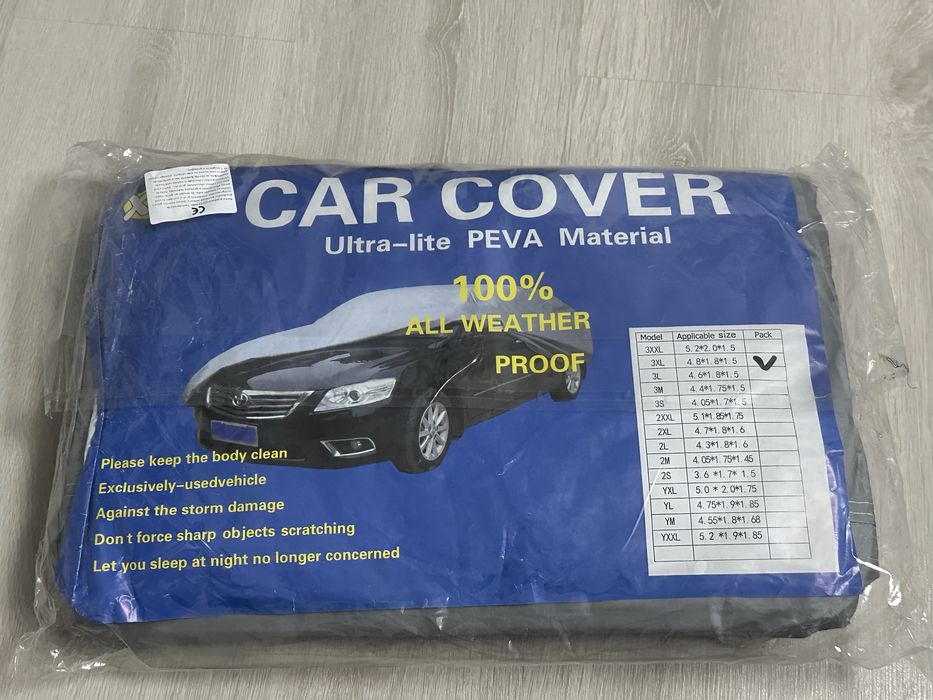 CAR COVER
Ultra-lite PEVA Material
100%
ALL WEATHER
PROOF
Please keep the body clean
Exclusively-usedvehicle
Against the storm damage
Don t force sharp objects scratching
Let you sleep at night no longer concerned
Model Applicable size Pack
3XXL 5.2*2.0*1.5
3XL 4.8*1.8*1.5
3L 4.6*1.8*1.5
3M 4.4*1.75*1.5
3S 4.05*1.7*1.5
2XXL 5.1*1.85*1.75
2XL 4.7*1.8*1.6
2L 4.3*1.8*1.6
2M 4.05*1.75*1.45
2S 3.6 *1.7* 1.5
YXL 5.0 * 2.0*1.75
YL 4.75*1.9*1.85
YM 4.55*1.8*1.68
YXXL 5.2 *1.9*1.85
CE